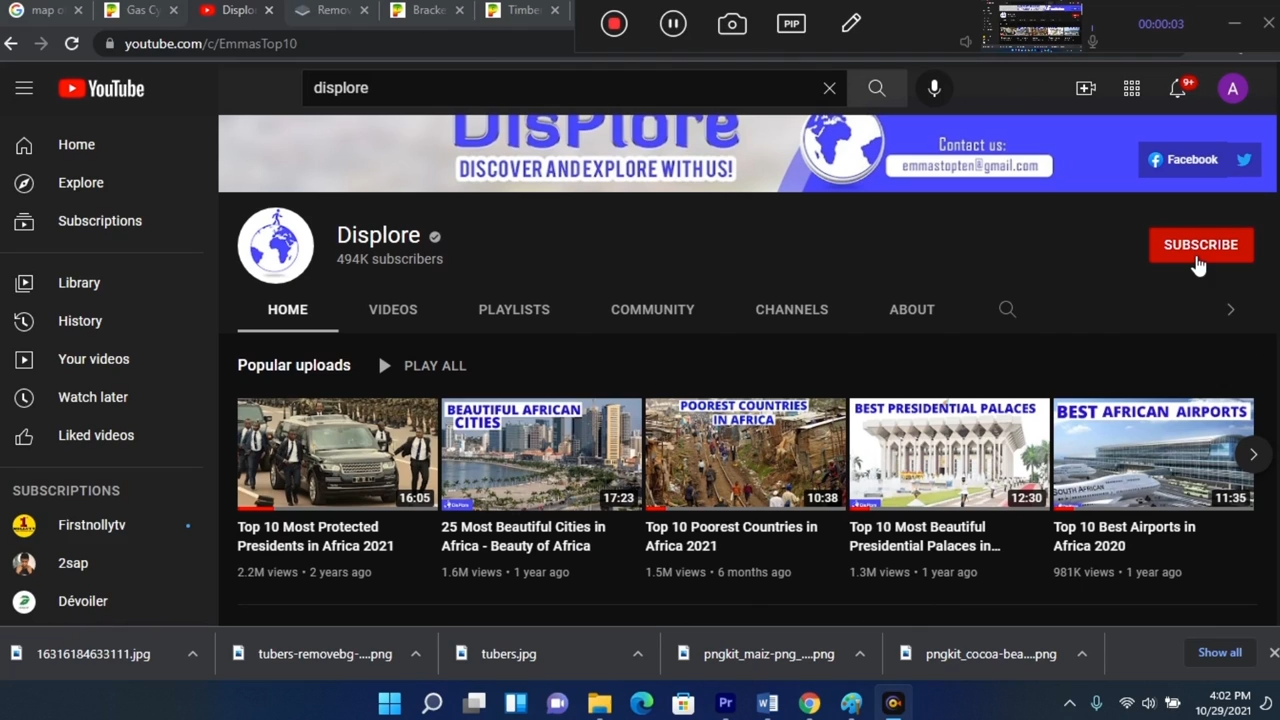 map o
Gas Cy
Displo
Remov
Bracke
Timbe
PIP
00:00:03
youtube.com/c/EmmasTop10
YouTube
displore
9+
A
Home
Explore
Subscriptions
Library
History
Your videos
Watch later
Liked videos
SUBSCRIPTIONS
Firstnollytv
2sap
Dévoiler
DisPlore
DISCOVER AND EXPLORE WITH US!
Contact us:
emmastopten@gmail.com
Facebook
Displore
494K subscribers
SUBSCRIBE
HOME
VIDEOS
PLAYLISTS
COMMUNITY
CHANNELS
ABOUT
Popular uploads
PLAY ALL
16:05
BEAUTIFUL AFRICAN
CITIES
17:23
POOREST COUNTRIES
IN AFRICA
10:38
BEST PRESIDENTIAL PALACES
12:30
BEST AFRICAN AIRPORTS
SOUTH AFRICAN
11:35
Top 10 Most Protected
Presidents in Africa 2021
2.2M views • 2 years ago
25 Most Beautiful Cities in
Africa - Beauty of Africa
1.6M views • 1 year ago
Top 10 Poorest Countries in
Africa 2021
1.5M views • 6 months ago
Top 10 Most Beautiful
Presidential Palaces in...
1.3M views • 1 year ago
Top 10 Best Airports in
Africa 2020
981K views • 1 year ago
16316184633111.jpg
tubers-removebg-....png
tubers.jpg
pngkit_maiz-png_....png
pngkit_cocoa-bea....png
Show all
Pr
4:02 PM
10/29/2021